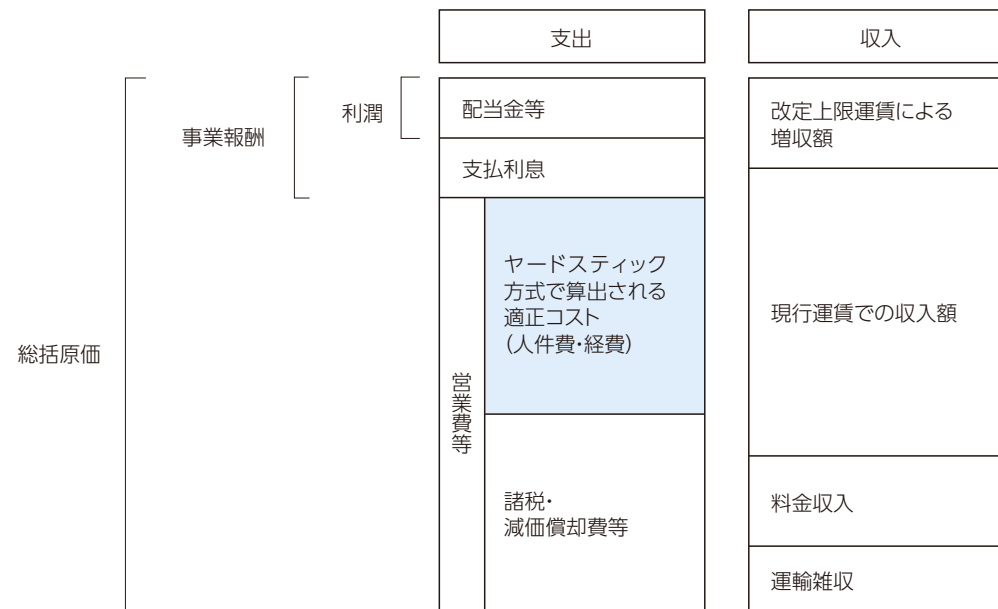 支出
収入
総括原価
事業報酬
利潤
配当金等
支払利息
営業費等
ヤードスティック
方式で算出される
適正コスト
（人件費・経費）
諸税・
減価償却費等
改定上限運賃による
増収額
現行運賃での収入額
料金収入
運輸雑収